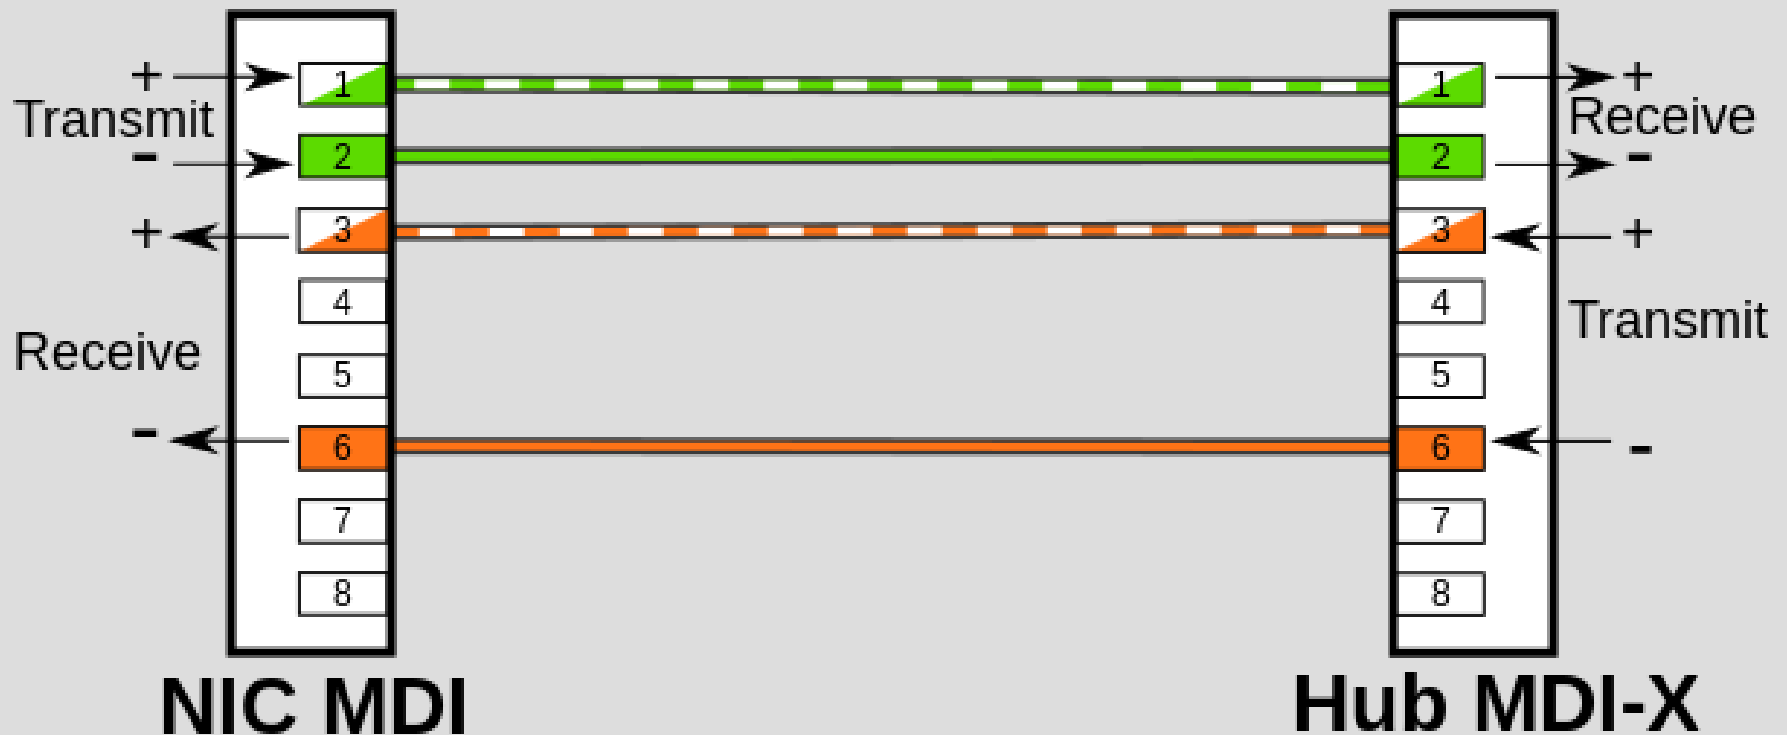 + 1 1 +
Transmit Receive
- 2 2 -
+ 3 3 +
4 4
Receive Transmit
5 5
- 6 6 -
7 7
8 8
NIC MDI Hub MDI-X